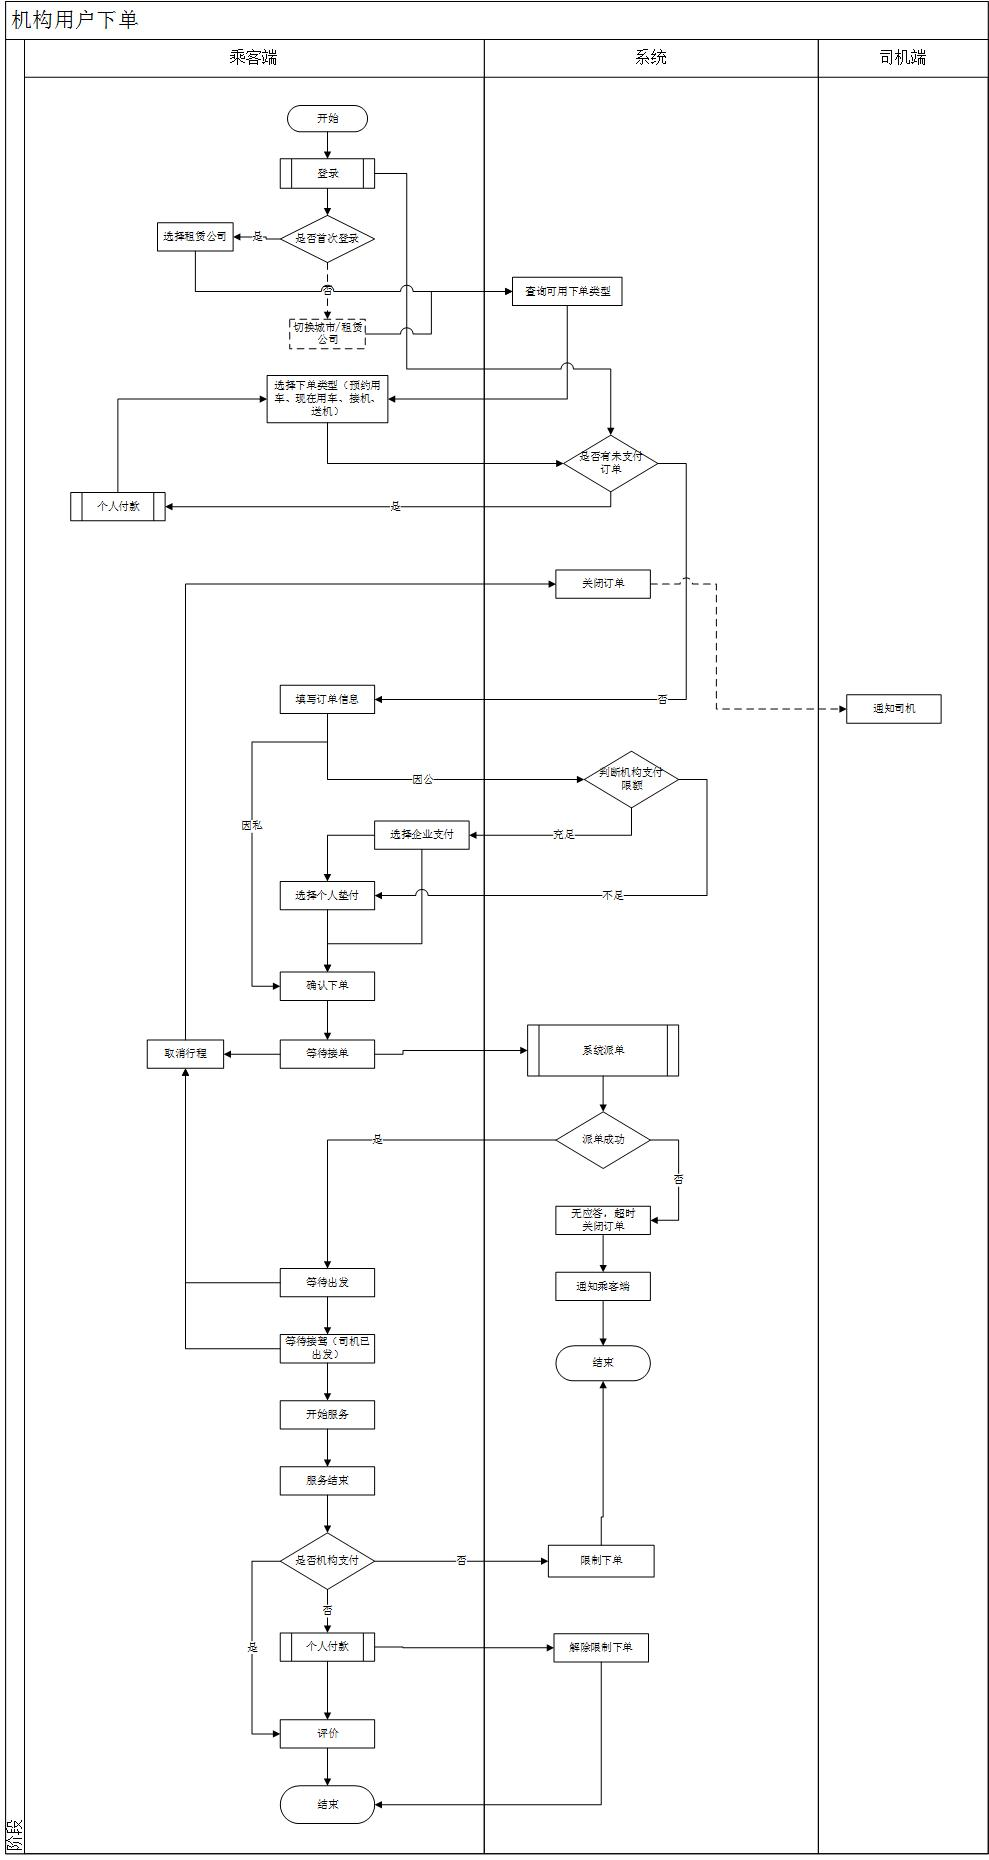 机构用户下单
乘客端
系统
司机端
开始
登录
是否首次登录
是
选择租赁公司
否
查询可用下单类型
切换城市/租赁
公司
选择下单类型（预约用
车、现在用车、接机、
送机）
是否有未支付
订单
个人付款
是
关闭订单
填写订单信息
否
通知司机
因公
判断机构支付
限额
因私
选择企业支付
充足
选择个人垫付
不足
确认下单
取消行程
等待接单
系统派单
是
派单成功
否
无应答，超时
关闭订单
等待出发
通知乘客端
等待接驾（司机已
出发）
结束
开始服务
服务结束
是否机构支付
否
限制下单
否
是
个人付款
解除限制下单
评价
结束
阶段